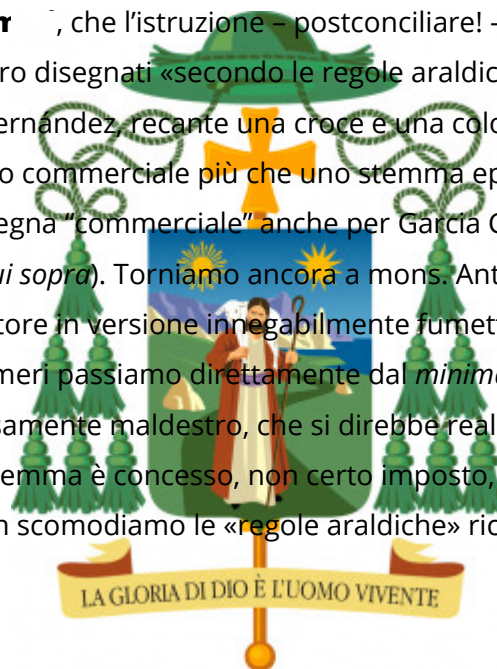 , che l'istruzione – postconciliare! –
ro disegnati «secondo le regole araldic
ernández, recante una croce e una colo
o commerciale più che uno stemma ep
egna "commerciale" anche per Garcia C
ui sopra). Torniamo ancora a mons. Ant
tore in versione innegabilmente fumett
meri passiamo direttamente dal minim
samente maldestro, che si direbbe real
emma è concesso, non certo imposto,
n scomodiamo le «regole araldiche» ric
LA GLORIA DI DIO È L'UOMO VIVENTE